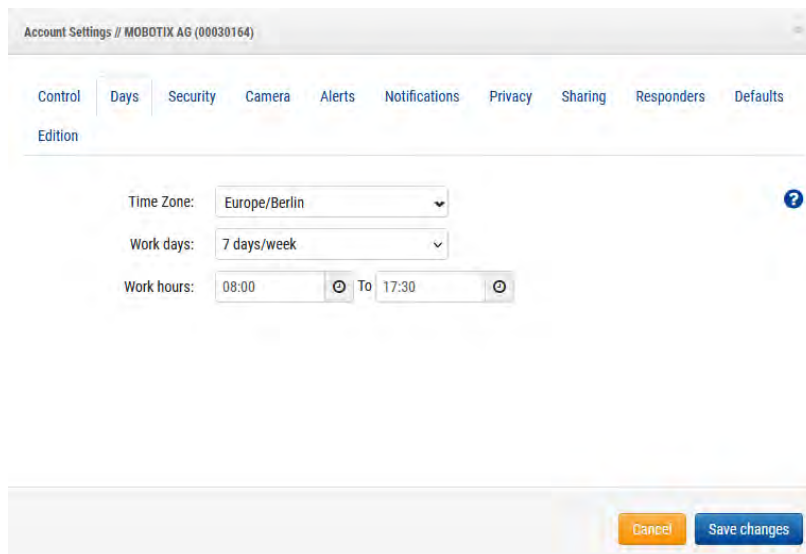 Account Settings // MOBOTIX AG (00030164)
Control Days Security Camera Alerts Notifications Privacy Sharing Responders Defaults
Edition
Time Zone: Europe/Berlin
Work days: 7 days/week
Work hours: 08:00 To 17:30
Cancel Save changes